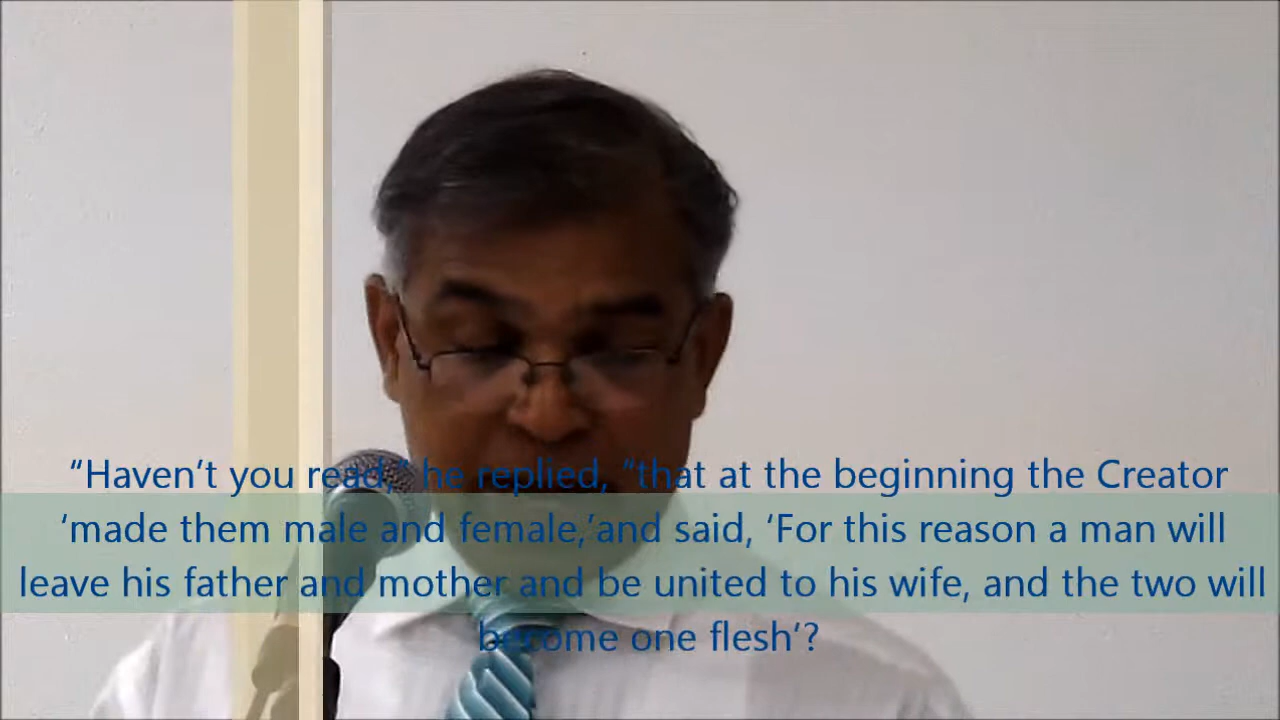 “Haven’t you read,” he replied, “that at the beginning the Creator
‘made them male and female,’and said, ‘For this reason a man will
leave his father and mother and be united to his wife, and the two will
become one flesh’?